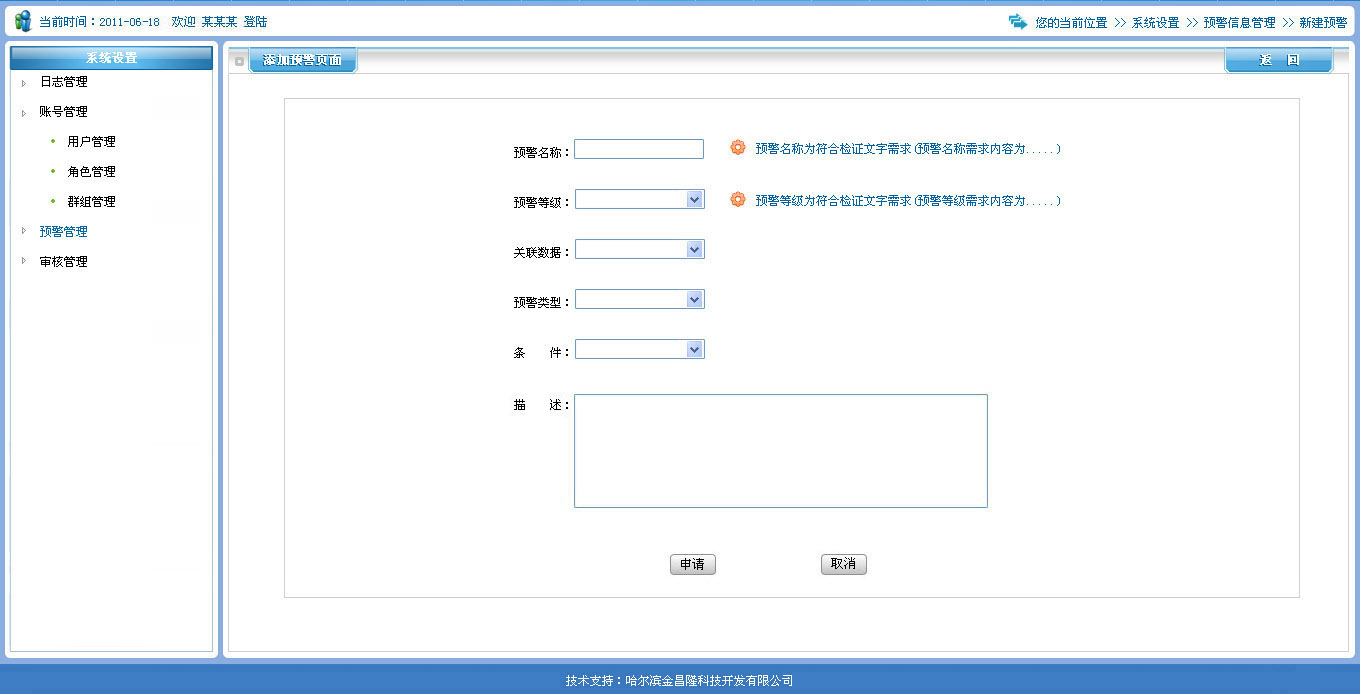 当前时间：2011-06-18 欢迎 某某某 登陆
您的当前位置 >> 系统设置 >> 预警信息管理 >> 新建预警
系统设置
日志管理
账号管理
用户管理
角色管理
群组管理
预警管理
审核管理
添加预警页面
返 回
预警名称：
预警名称为符合检证文字需求(预警名称需求内容为.....)
预警等级：
预警等级为符合检证文字需求(预警等级需求内容为.....)
关联数据：
预警类型：
条 件：
描 述：
申请
取消
技术支持：哈尔滨金昌隆科技开发有限公司